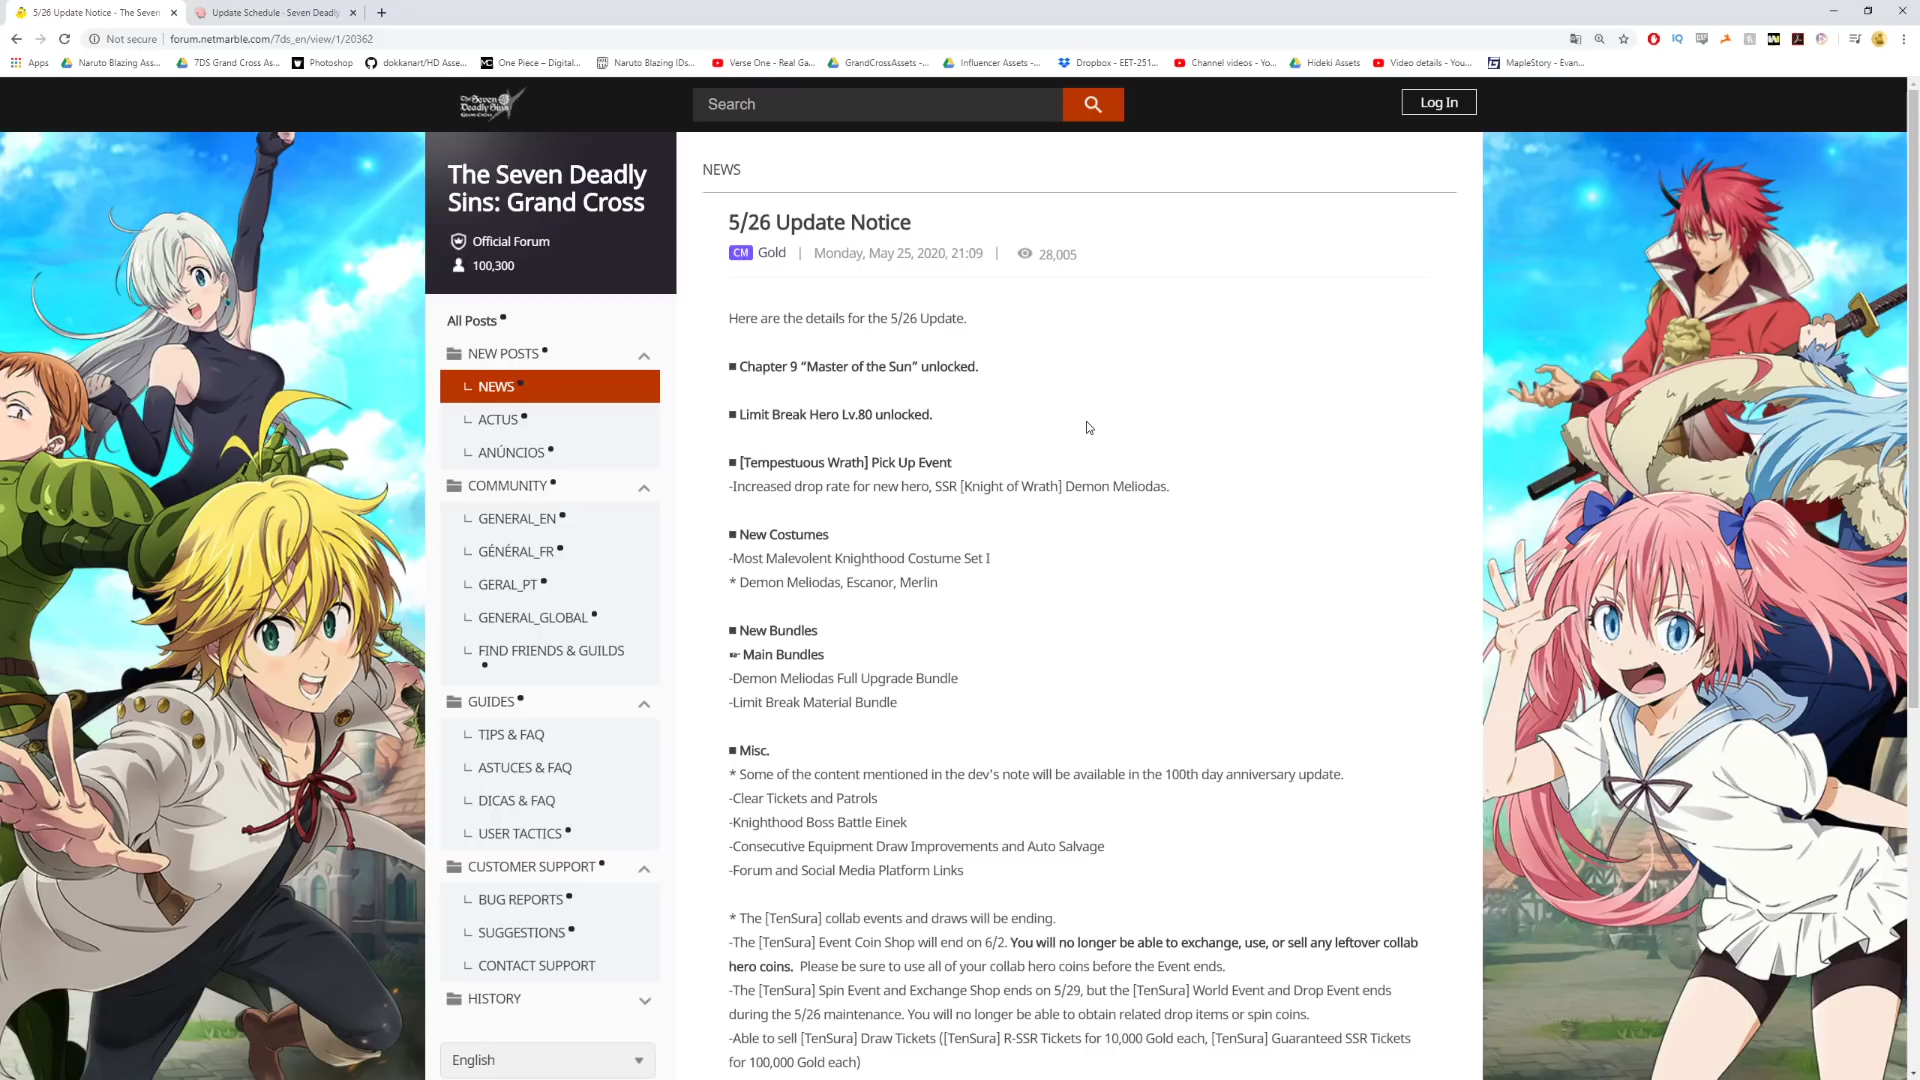 5/26 Update Notice - The Seven
Update Schedule · Seven Deadly
Not secure
forum.netmarble.com/7ds_en/view/1/20362
Apps
Naruto Blazing Ass...
7DS Grand Cross As...
Photoshop
dokkanart/HD Asse...
One Piece – Digital...
Naruto Blazing IDs...
Verse One - Real Ga...
GrandCrossAssets -...
Influencer Assets -...
Dropbox - EET-251...
Channel videos - Yo...
Hideki Assets
Video details - You...
MapleStory - Evan...
The Seven
Deadly Sins
GRAND CROSS
Search
Log In
The Seven Deadly
Sins: Grand Cross
Official Forum
100,300
All Posts
NEW POSTS
NEWS
ACTUS
ANÚNCIOS
COMMUNITY
GENERAL_EN
GÉNÉRAL_FR
GERAL_PT
GENERAL_GLOBAL
FIND FRIENDS & GUILDS
GUIDES
TIPS & FAQ
ASTUCES & FAQ
DICAS & FAQ
USER TACTICS
CUSTOMER SUPPORT
BUG REPORTS
SUGGESTIONS
CONTACT SUPPORT
HISTORY
English
NEWS
5/26 Update Notice
CM Gold | Monday, May 25, 2020, 21:09 | 28,005
Here are the details for the 5/26 Update.
■ Chapter 9 “Master of the Sun” unlocked.
■ Limit Break Hero Lv.80 unlocked.
■ [Tempestuous Wrath] Pick Up Event
-Increased drop rate for new hero, SSR [Knight of Wrath] Demon Meliodas.
■ New Costumes
-Most Malevolent Knighthood Costume Set I
* Demon Meliodas, Escanor, Merlin
■ New Bundles
☞ Main Bundles
-Demon Meliodas Full Upgrade Bundle
-Limit Break Material Bundle
■ Misc.
* Some of the content mentioned in the dev's note will be available in the 100th day anniversary update.
-Clear Tickets and Patrols
-Knighthood Boss Battle Einek
-Consecutive Equipment Draw Improvements and Auto Salvage
-Forum and Social Media Platform Links
* The [TenSura] collab events and draws will be ending.
-The [TenSura] Event Coin Shop will end on 6/2. You will no longer be able to exchange, use, or sell any leftover collab
hero coins. Please be sure to use all of your collab hero coins before the Event ends.
-The [TenSura] Spin Event and Exchange Shop ends on 5/29, but the [TenSura] World Event and Drop Event ends
during the 5/26 maintenance. You will no longer be able to obtain related drop items or spin coins.
-Able to sell [TenSura] Draw Tickets ([TenSura] R-SSR Tickets for 10,000 Gold each, [TenSura] Guaranteed SSR Tickets
for 100,000 Gold each)